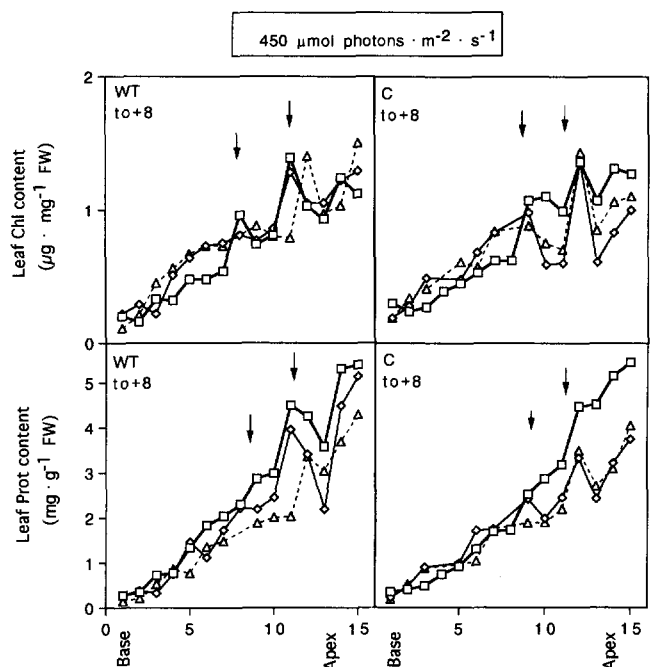 450 µmol photons · m⁻² · s⁻¹
2
WT
to+8
C
to+8
Leaf Chl content
(µg · mg⁻¹ FW)
1
0
WT
to+8
C
to+8
5
4
Leaf Prot content
(mg · g⁻¹ FW)
3
2
1
0
0 5 10 15 5 10 15
Base Apex Base Apex